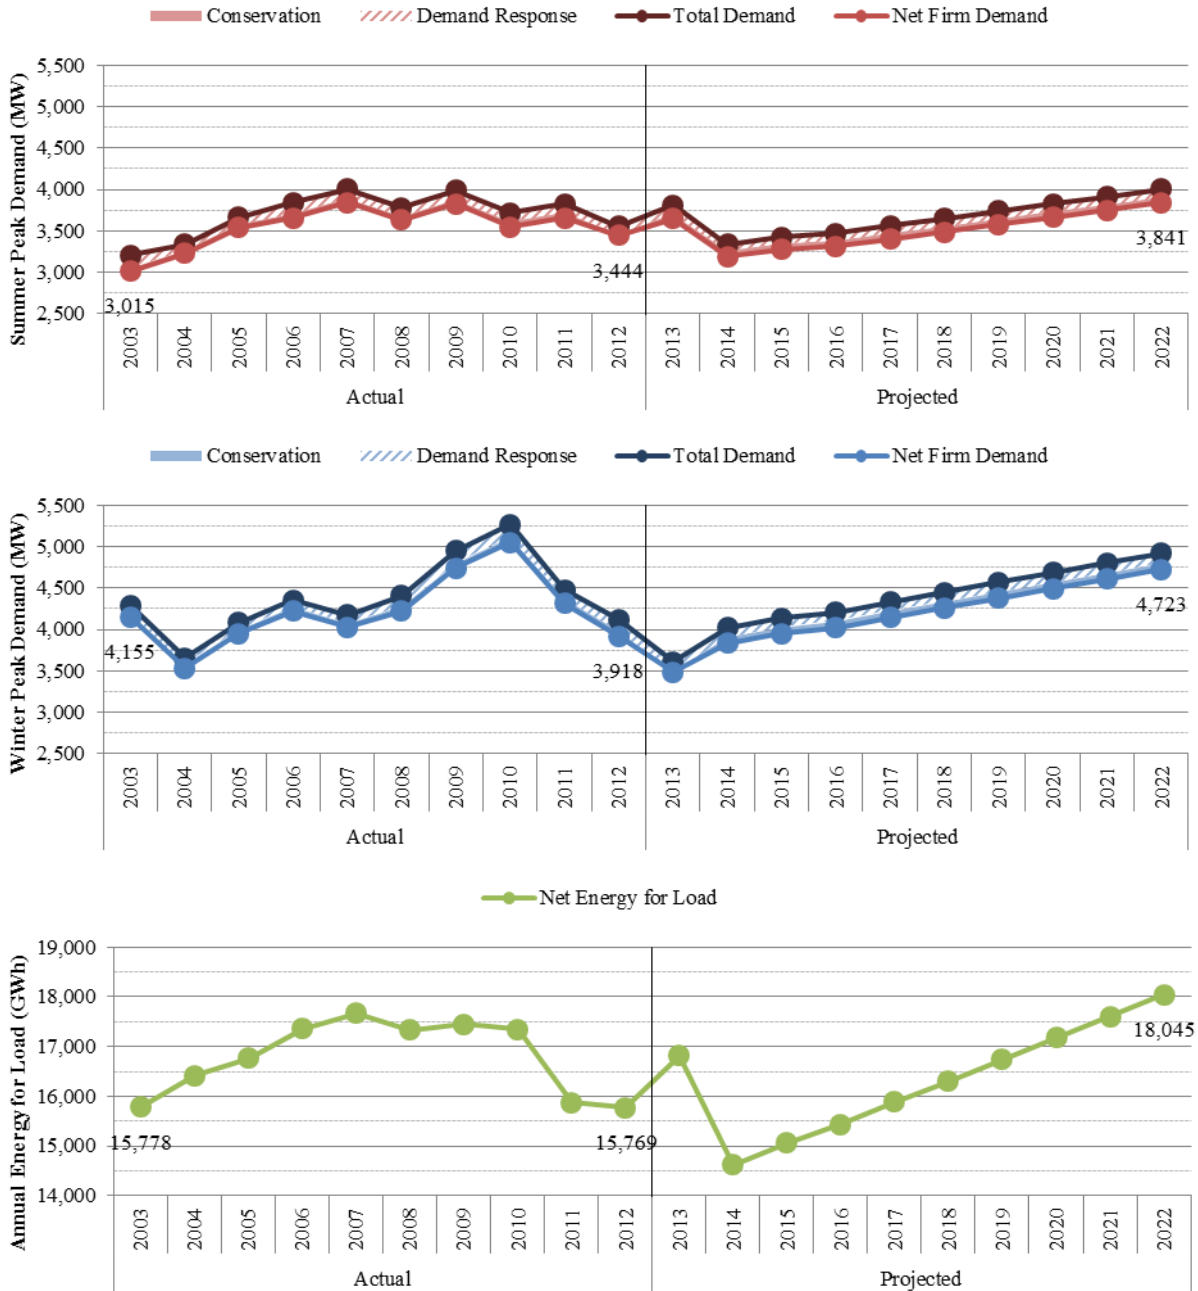 Conservation Demand Response Total Demand Net Firm Demand
Summer Peak Demand (MW)
5,500
5,000
4,500
4,000
3,500
3,000
2,500
3,015
3,444
3,841
2003 2004 2005 2006 2007 2008 2009 2010 2011 2012 2013 2014 2015 2016 2017 2018 2019 2020 2021 2022
Actual Projected
Conservation Demand Response Total Demand Net Firm Demand
Winter Peak Demand (MW)
5,500
5,000
4,500
4,000
3,500
3,000
2,500
4,155
3,918
4,723
2003 2004 2005 2006 2007 2008 2009 2010 2011 2012 2013 2014 2015 2016 2017 2018 2019 2020 2021 2022
Actual Projected
Net Energy for Load
Annual Energy for Load (GWh)
19,000
18,000
17,000
16,000
15,000
14,000
15,778
15,769
18,045
2003 2004 2005 2006 2007 2008 2009 2010 2011 2012 2013 2014 2015 2016 2017 2018 2019 2020 2021 2022
Actual Projected